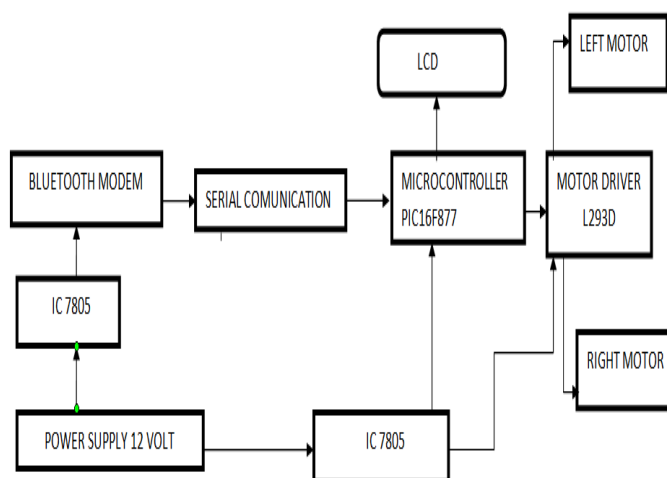 LEFT MOTOR
LCD
BLUETOOTH MODEM
SERIAL COMUNICATION
MICROCONTROLLER
PIC16F877
MOTOR DRIVER
L293D
IC 7805
RIGHT MOTOR
POWER SUPPLY 12 VOLT
IC 7805